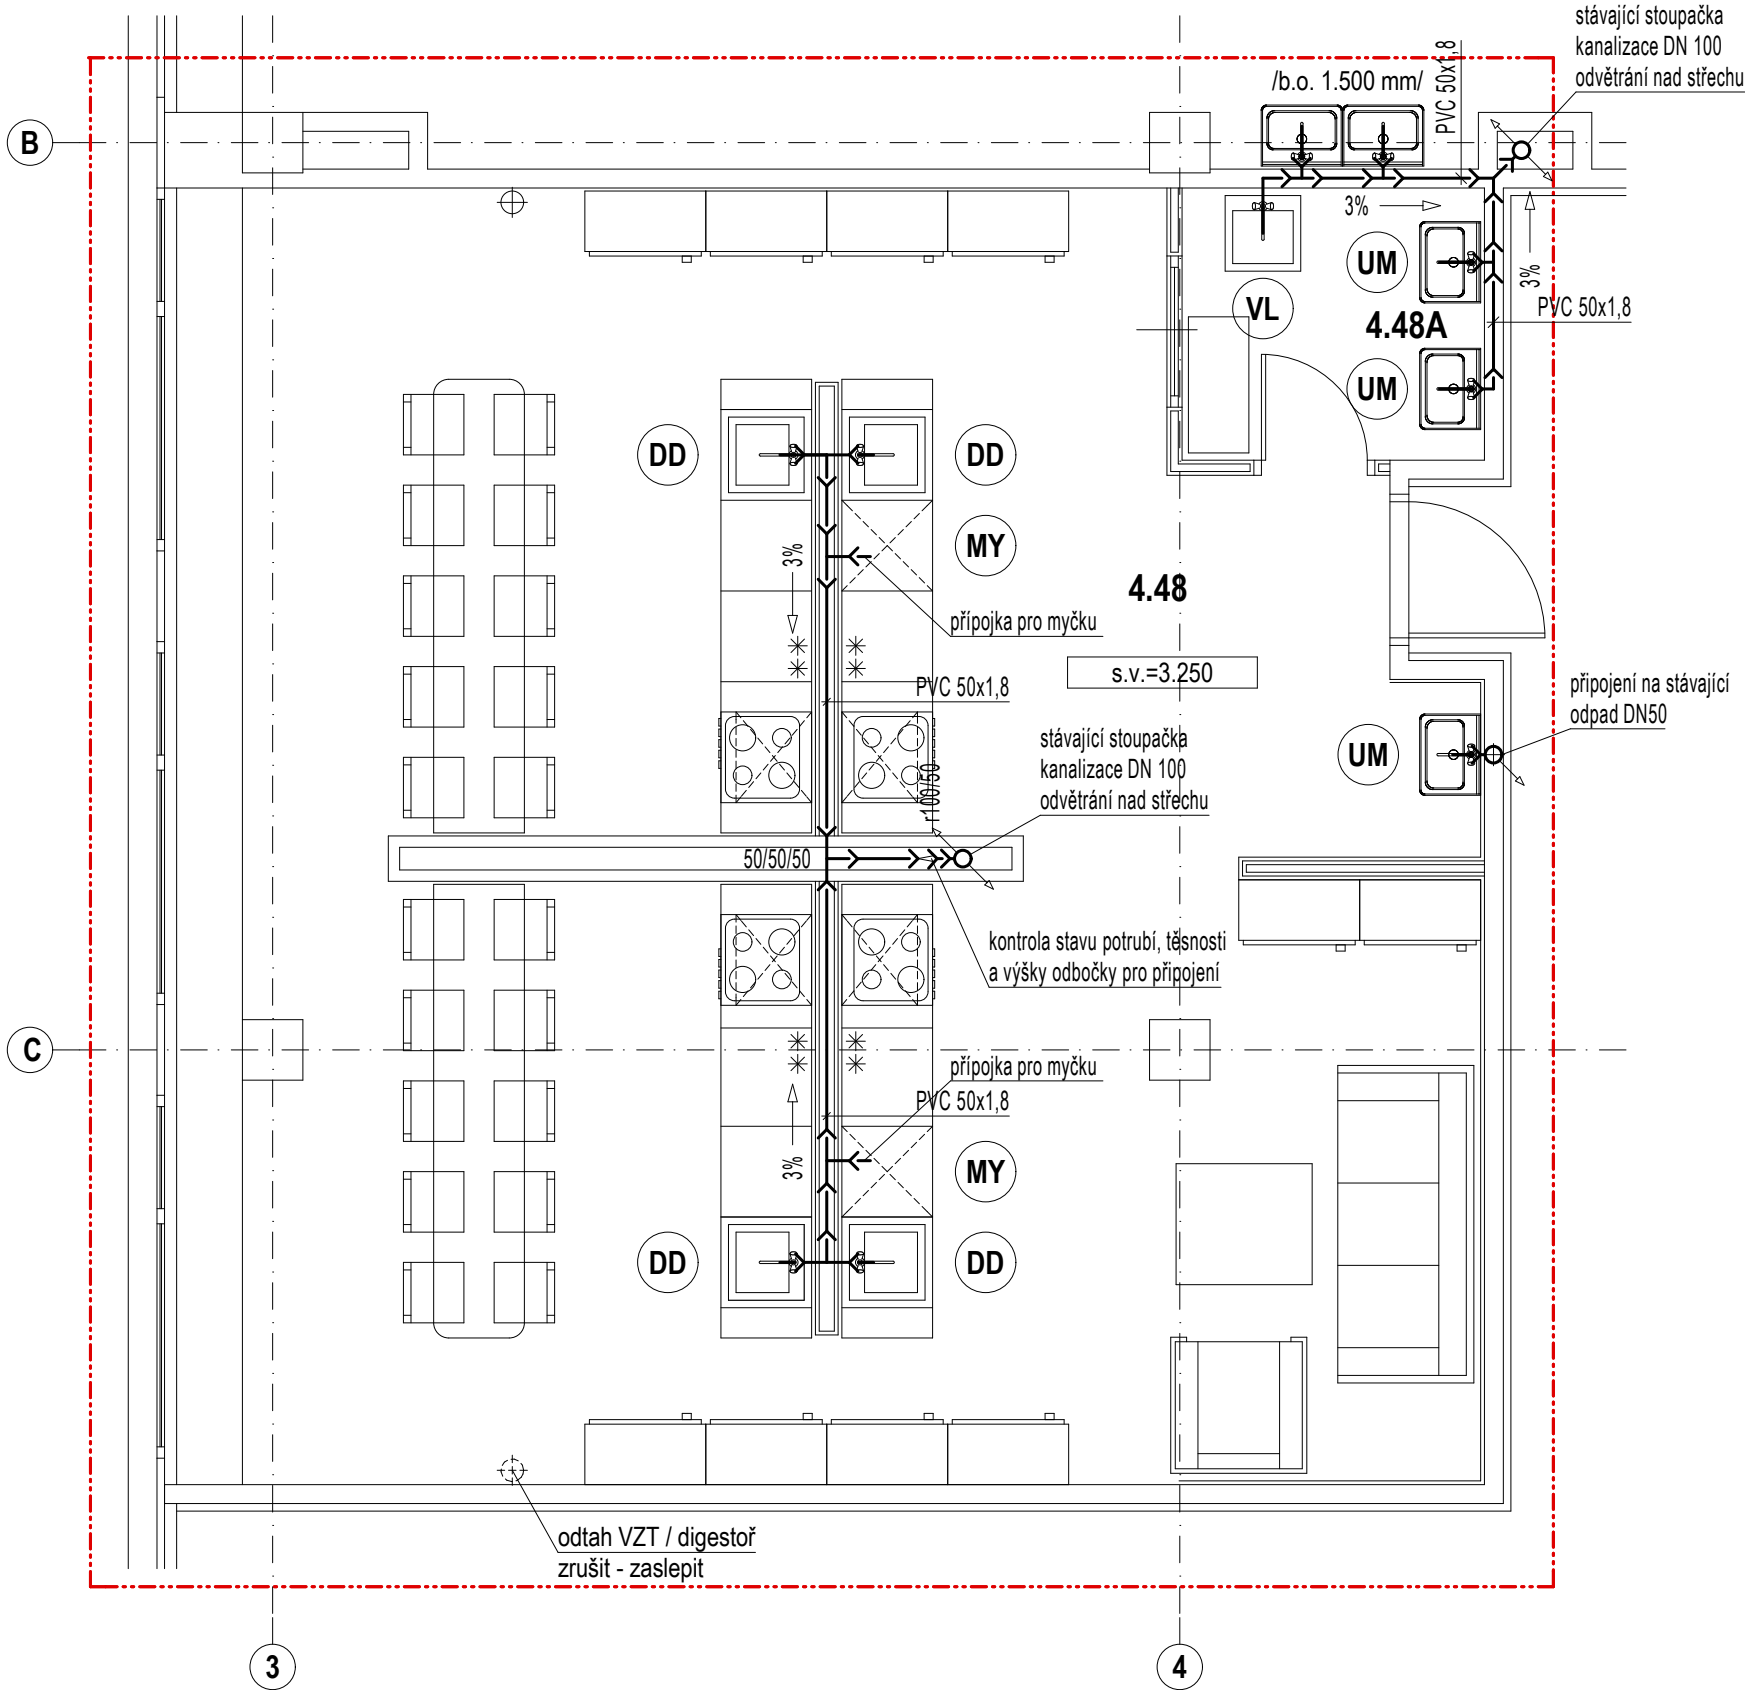 stávající stoupačka
kanalizace DN 100
odvětrání nad střechu
/b.o. 1.500 mm/
PVC 50x1,8
B
3%
UM
3%
VL
PVC 50x1,8
4.48A
UM
DD
DD
MY
3%
4.48
přípojka pro myčku
s.v.=3.250
PVC 50x1,8
připojení na stávající
odpad DN50
stávající stoupačka
kanalizace DN 100
odvětrání nad střechu
UM
r100/50
50/50/50
kontrola stavu potrubí, těsnosti
a výšky odbočky pro připojení
C
přípojka pro myčku
PVC 50x1,8
3%
MY
DD
DD
odtah VZT / digestoř
zrušit - zaslepit
3
4